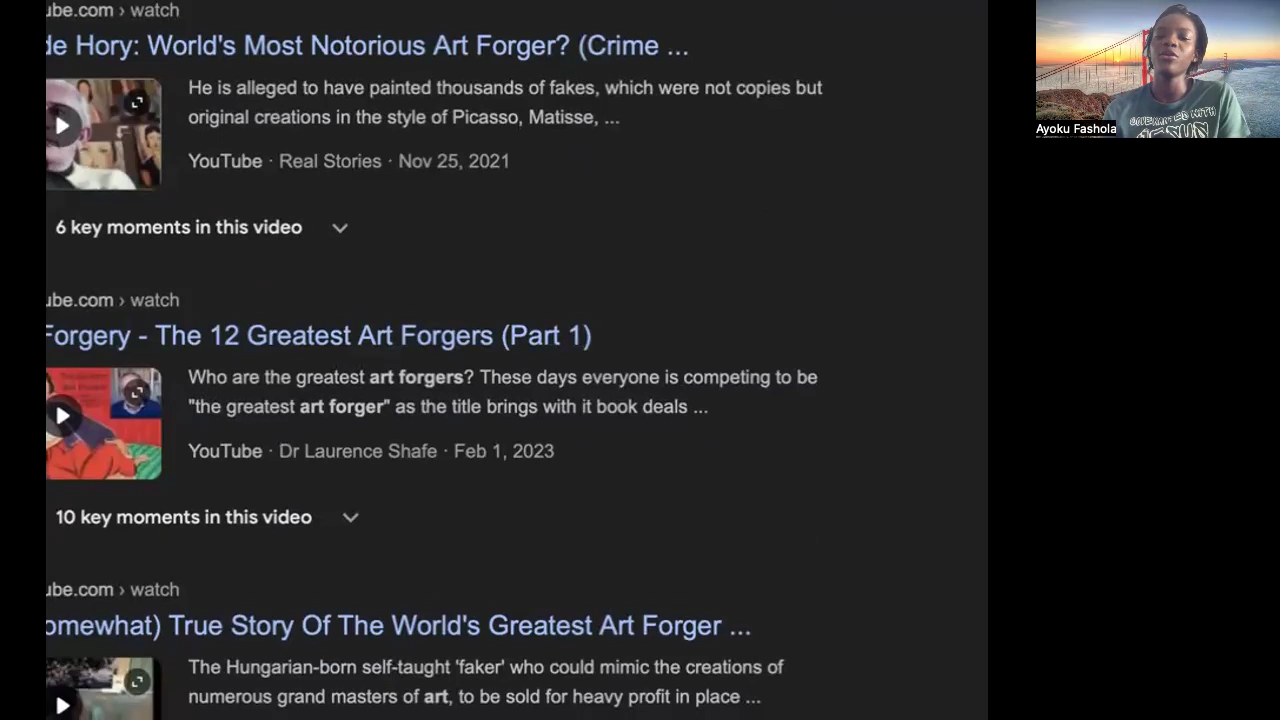 ube.com › watch
de Hory: World's Most Notorious Art Forger? (Crime ...
He is alleged to have painted thousands of fakes, which were not copies but
original creations in the style of Picasso, Matisse, ...
YouTube · Real Stories · Nov 25, 2021
6 key moments in this video
ube.com › watch
Forgery - The 12 Greatest Art Forgers (Part 1)
Who are the greatest art forgers? These days everyone is competing to be
"the greatest art forger" as the title brings with it book deals ...
YouTube · Dr Laurence Shafe · Feb 1, 2023
10 key moments in this video
ube.com › watch
omewhat) True Story Of The World's Greatest Art Forger ...
The Hungarian-born self-taught 'faker' who could mimic the creations of
numerous grand masters of art, to be sold for heavy profit in place ...
Ayoku Fashola
WITH